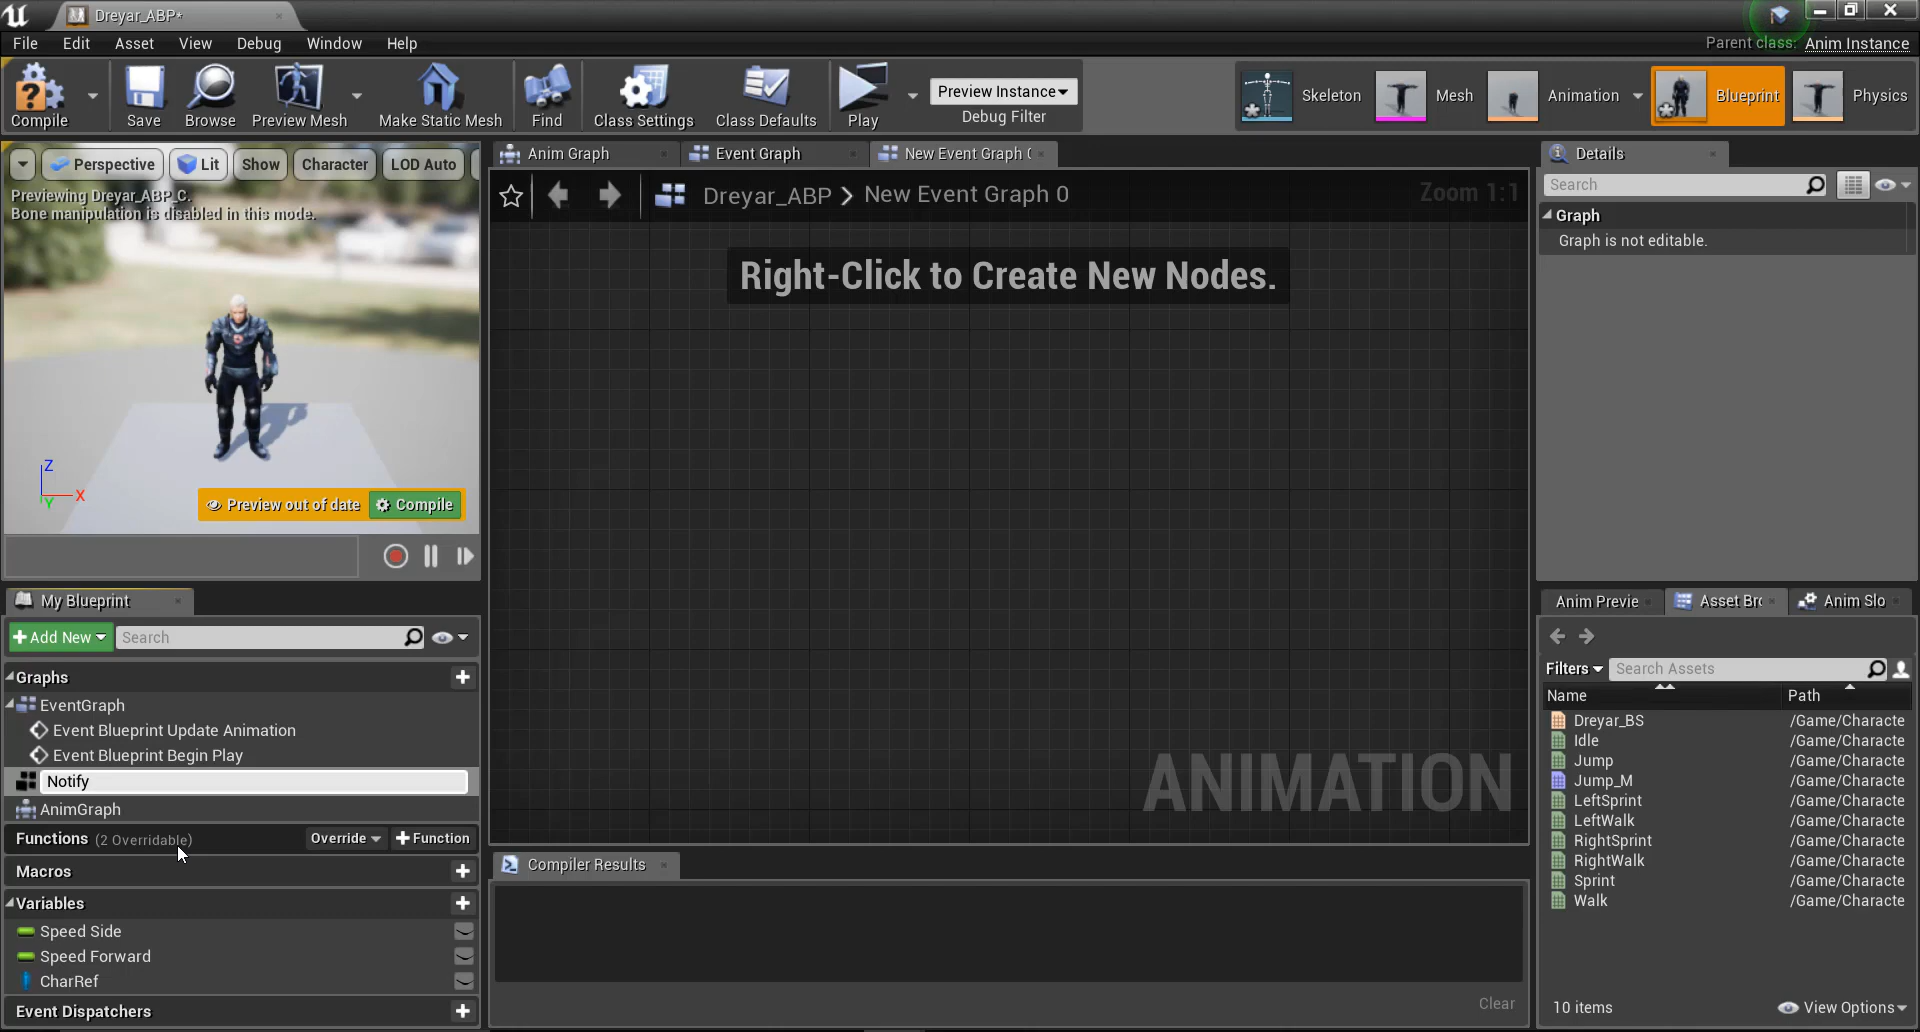 Dreyar_ABP*
File Edit Asset View Debug Window Help
Parent class: Anim Instance
Compile Save Browse Preview Mesh Make Static Mesh Find Class Settings Class Defaults Play
Preview Instance
Debug Filter
Skeleton Mesh Animation Blueprint Physics
Perspective Lit Show Character LOD Auto
Previewing Dreyar_ABP_C.
Bone manipulation is disabled in this mode.
Z
X
Y
Preview out of date Compile
Anim Graph Event Graph New Event Graph
Dreyar_ABP > New Event Graph 0
Zoom 1:1
Right-Click to Create New Nodes.
ANIMATION
Details
Search
Graph
Graph is not editable.
My Blueprint
Add New Search
Graphs
EventGraph
Event Blueprint Update Animation
Event Blueprint Begin Play
Notify
AnimGraph
Functions (2 Overridable) Override +Function
Macros
Variables
Speed Side
Speed Forward
CharRef
Event Dispatchers
Compiler Results
Clear
Anim Previe Asset Br Anim Slo
Filters Search Assets
Name Path
Dreyar_BS /Game/Characte
Idle /Game/Characte
Jump /Game/Characte
Jump_M /Game/Characte
LeftSprint /Game/Characte
LeftWalk /Game/Characte
RightSprint /Game/Characte
RightWalk /Game/Characte
Sprint /Game/Characte
Walk /Game/Characte
10 items View Options